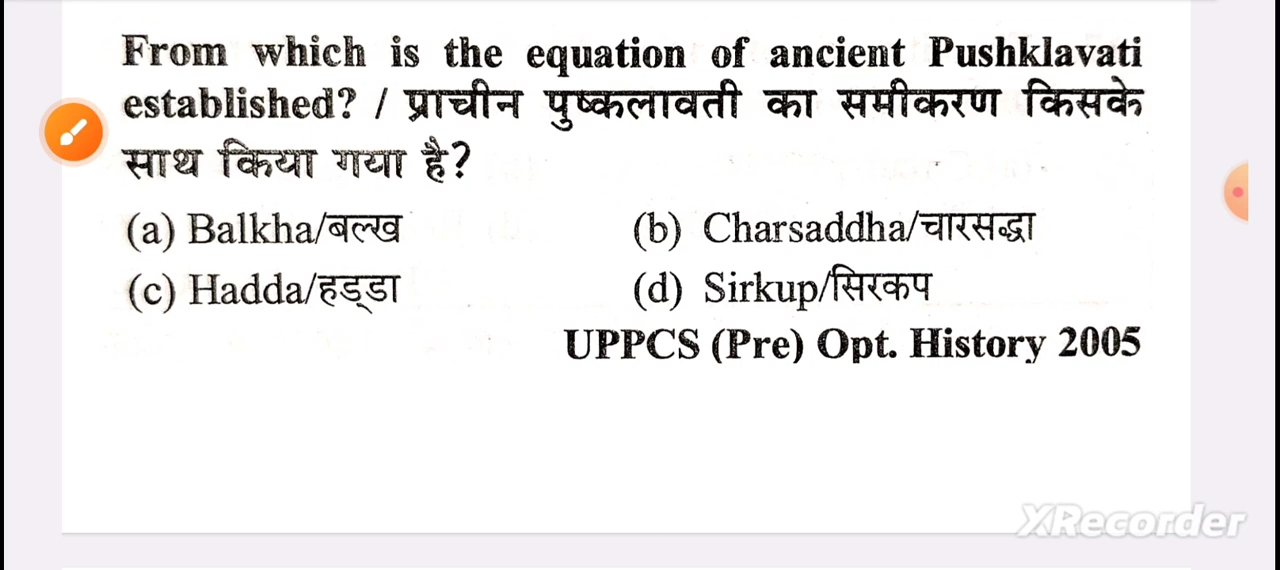 From which is the equation of ancient Pushklavati
established? / प्राचीन पुष्कलावती का समीकरण किसके
साथ किया गया है?
(a) Balkha/बल्ख
(b) Charsaddha/चारसद्धा
(c) Hadda/हड्डा
(d) Sirkup/सिरकप
UPPCS (Pre) Opt. History 2005
XRecorder